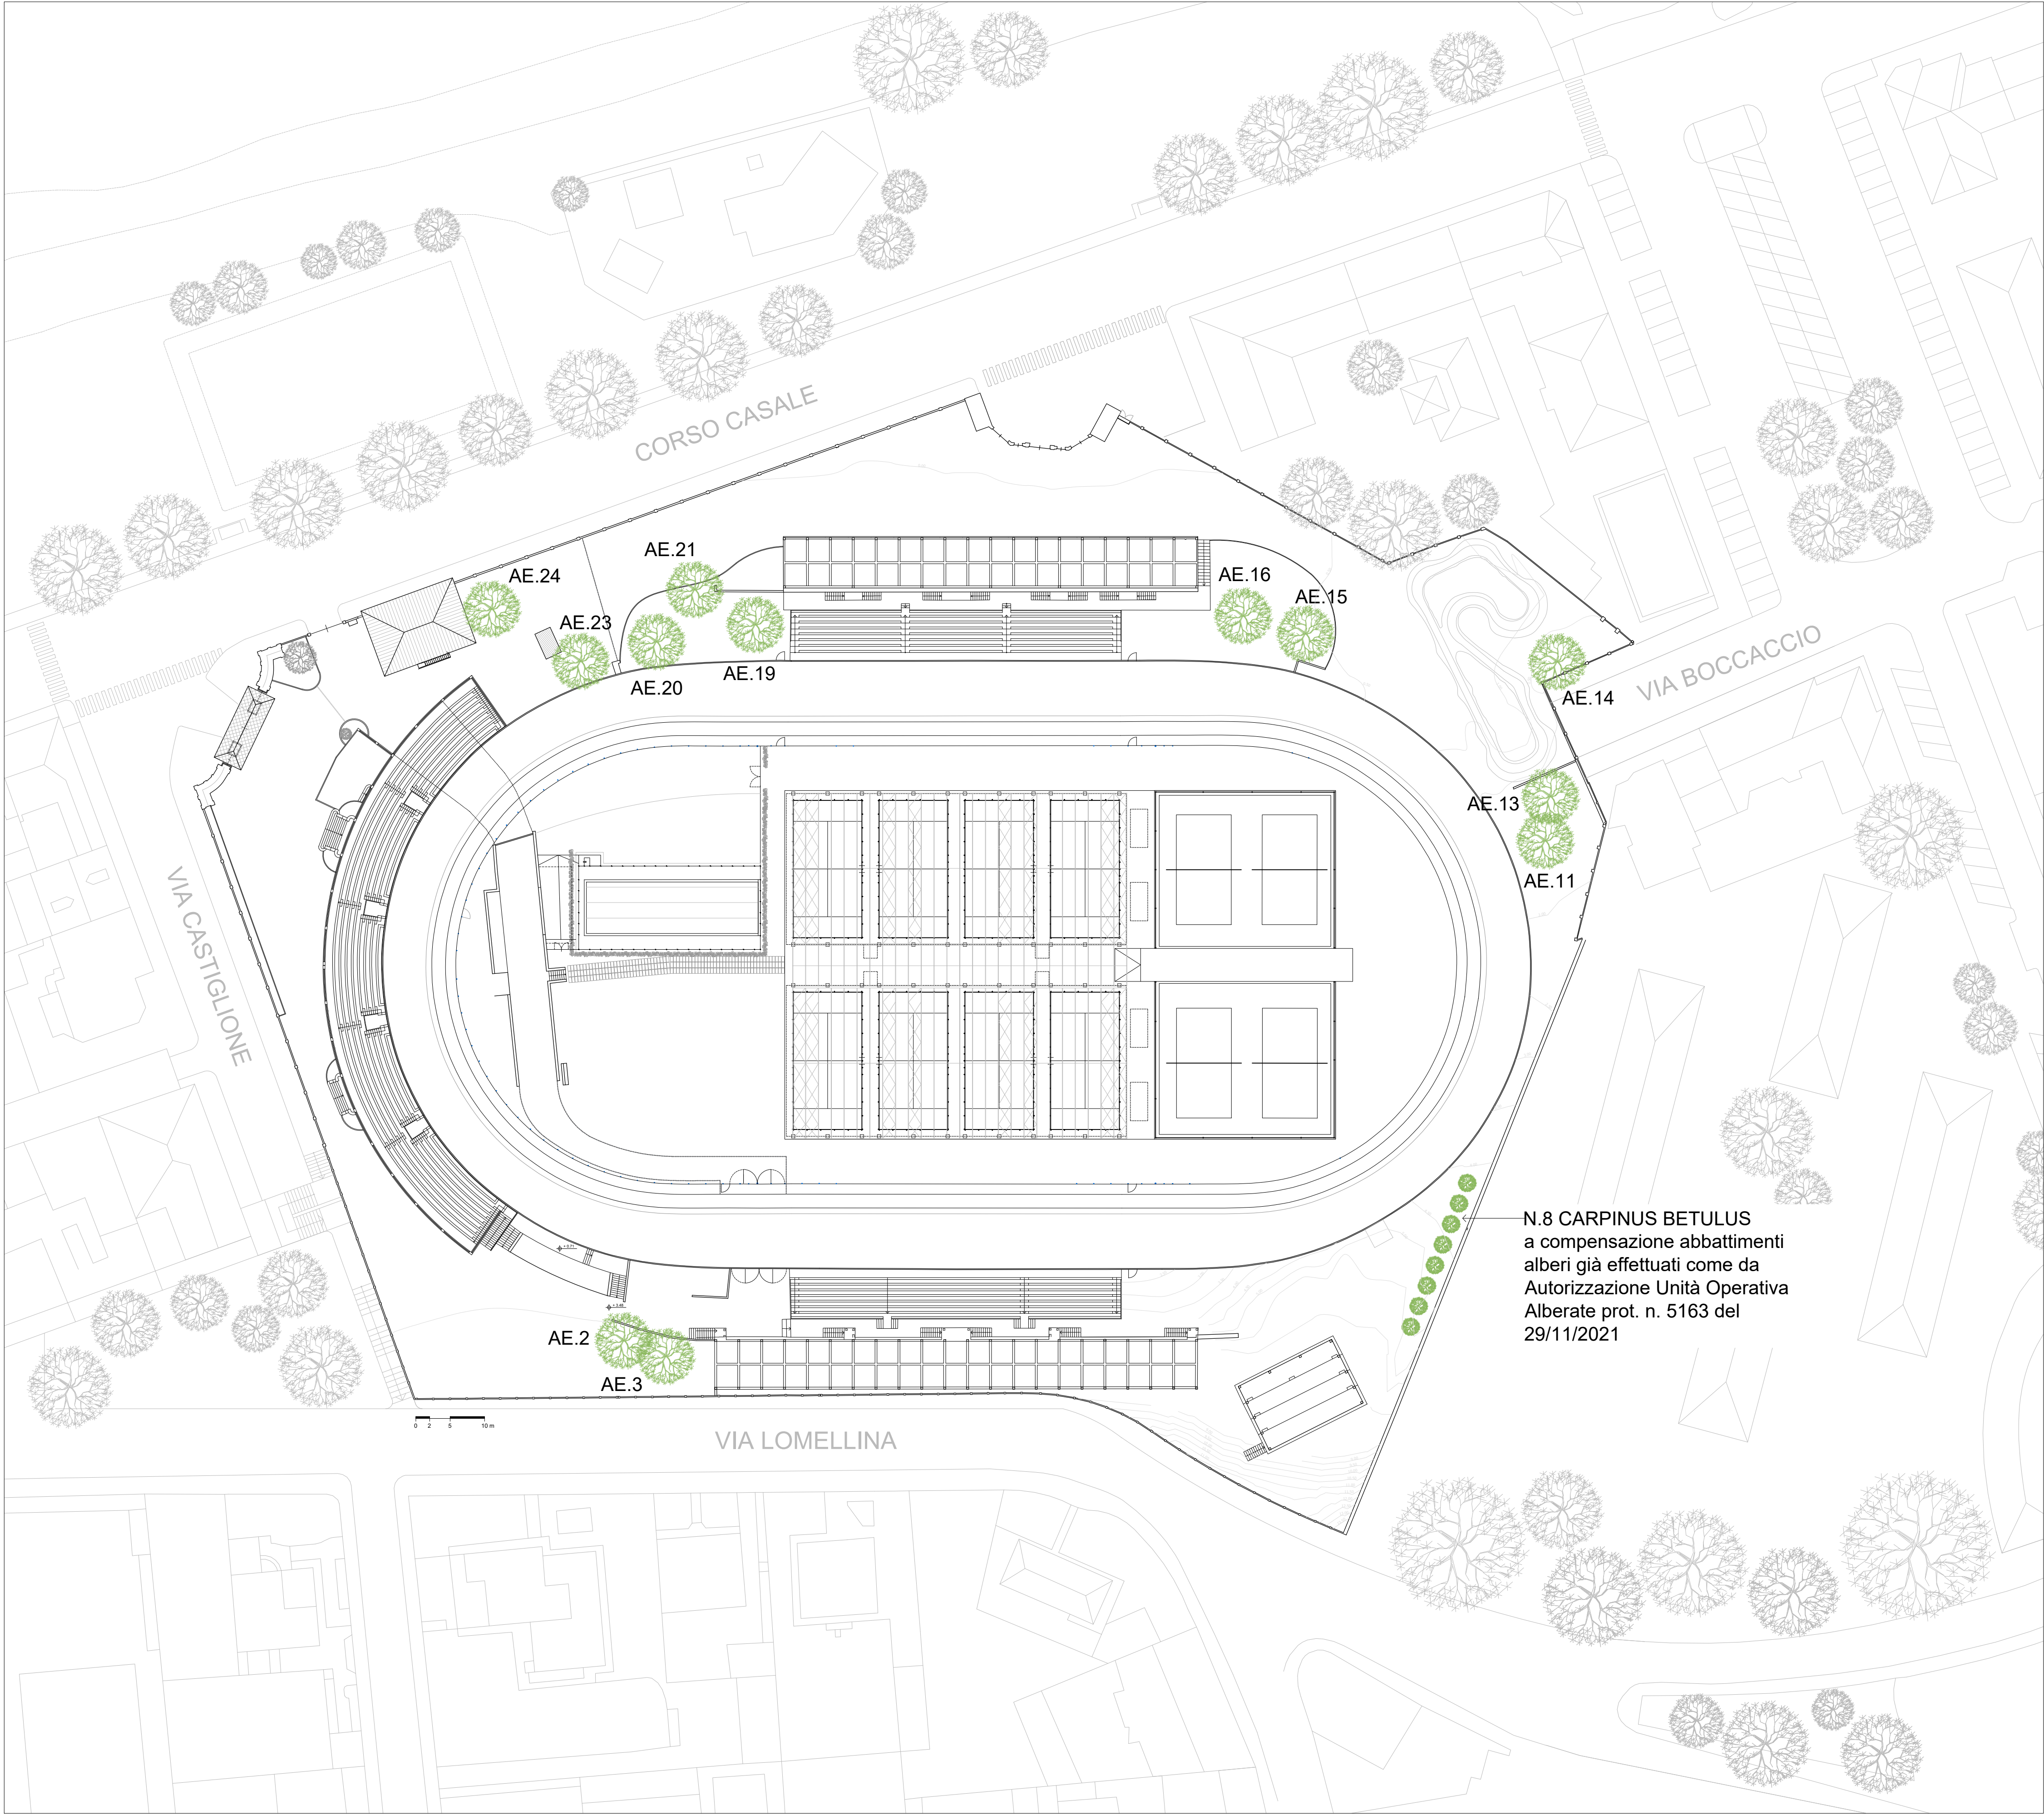 CORSO CASALE
AE.21
AE.24
AE.16
AE.15
AE.23
AE.19
AE.20
VIA BOCCACCIO
AE.14
AE.13
AE.11
VIA CASTIGLIONE
N.8 CARPINUS BETULUS
a compensazione abbattimenti
alberi già effettuati come da
Autorizzazione Unità Operativa
Alberate prot. n. 5163 del
29/11/2021
AE.2
AE.3
0 2 5 10 m
VIA LOMELLINA